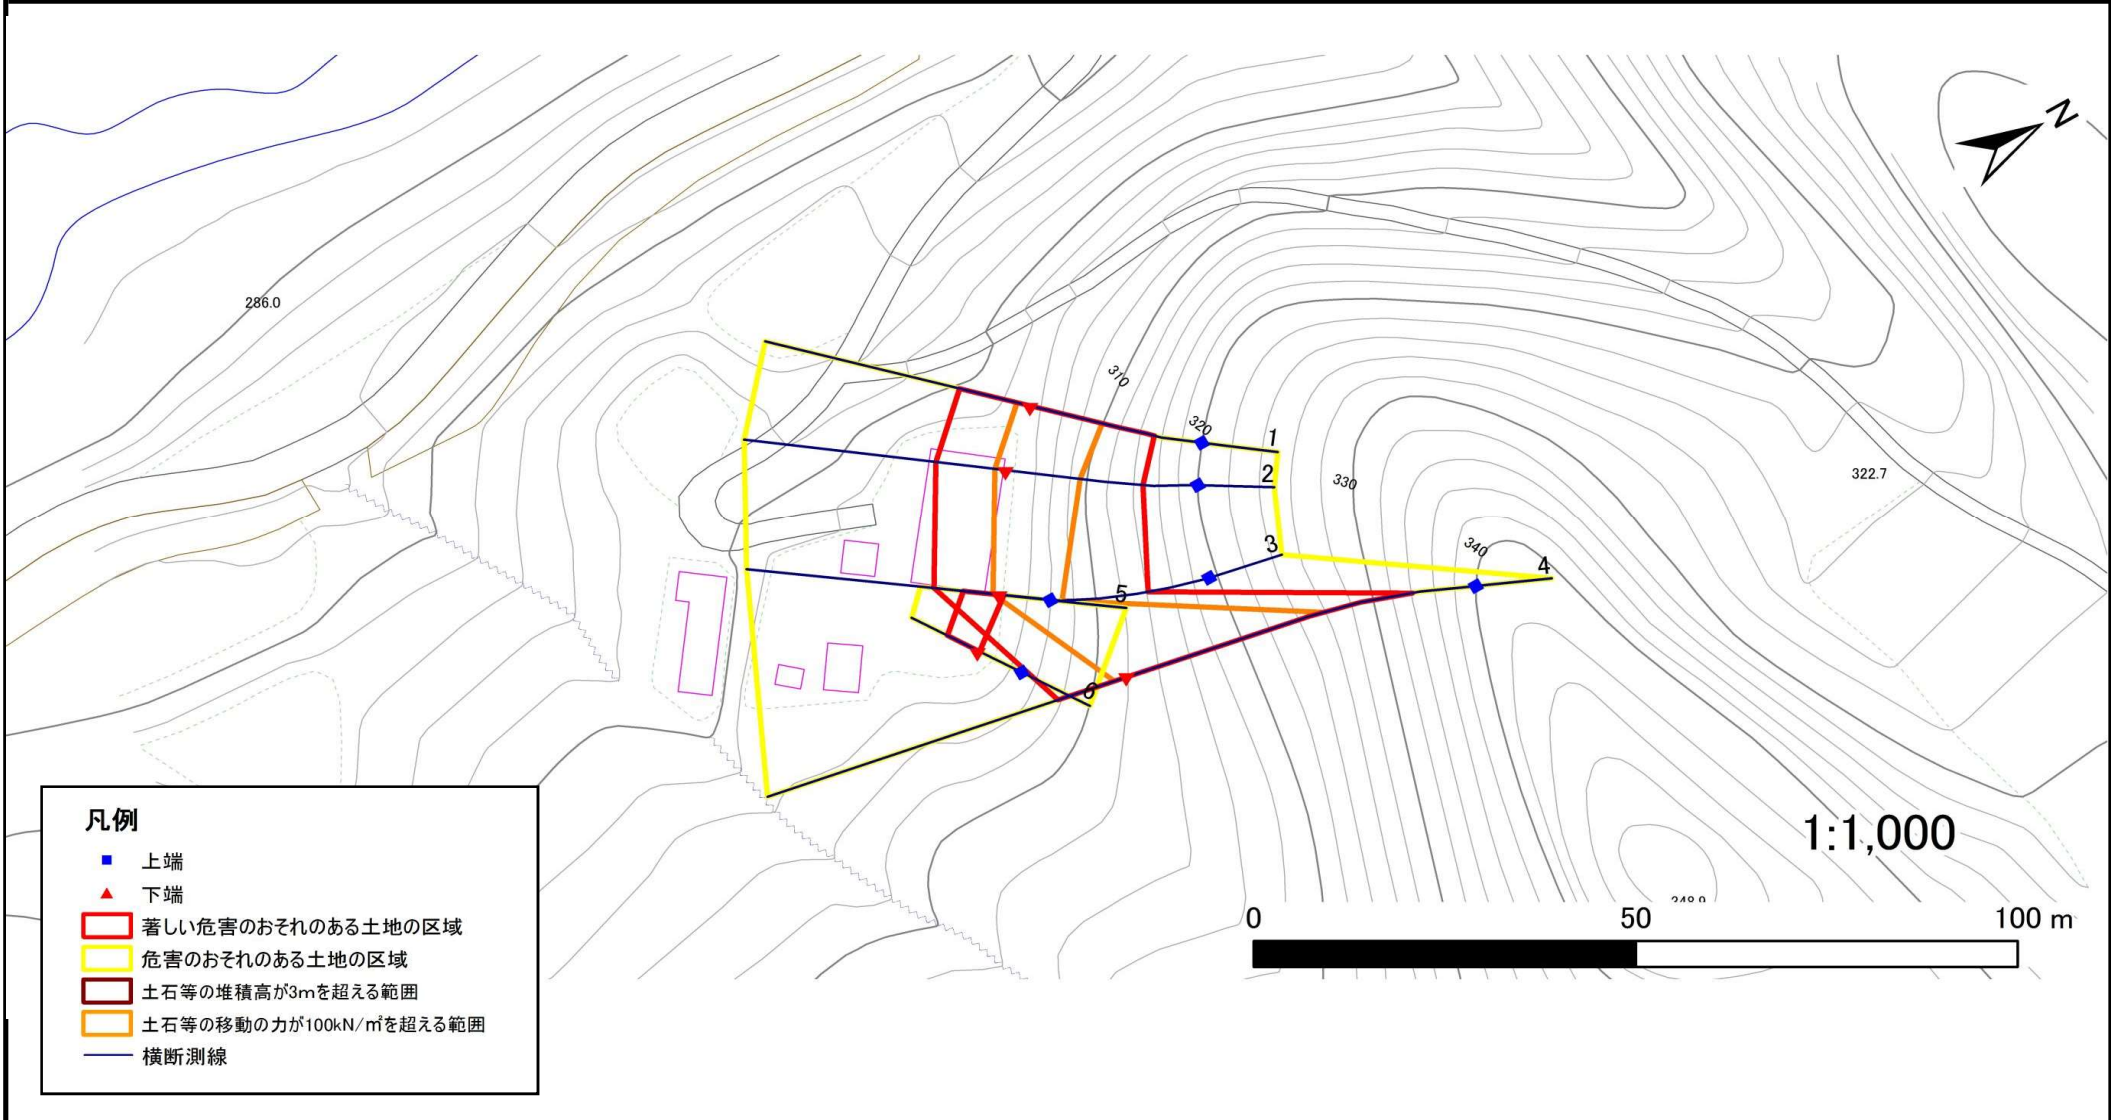 N
286.0
310
320
1
2
330
322.7
3
340
4
5
6
1:1,000
凡例
上端
下端
著しい危害のおそれのある土地の区域
危害のおそれのある土地の区域
土石等の堆積高が3mを超える範囲
土石等の移動の力が100kN/㎡を超える範囲
横断測線
348.9
0 50 100 m